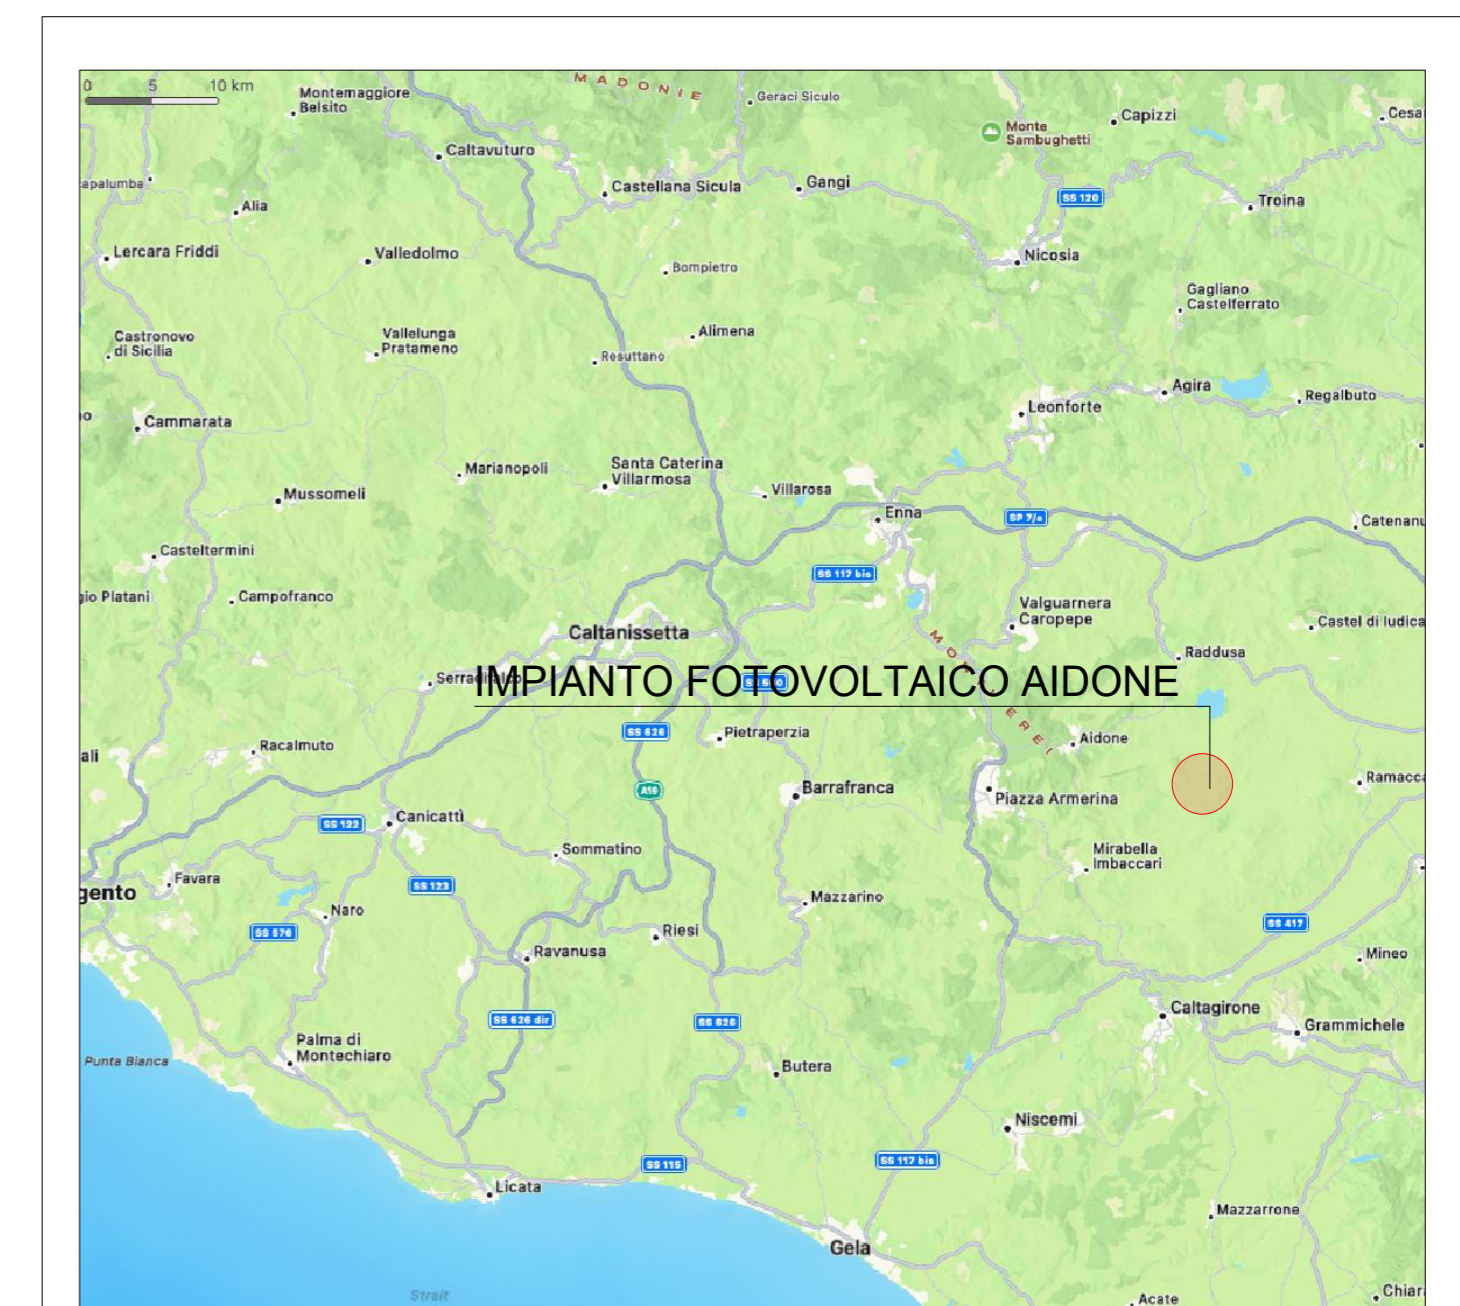 0 5 10 km
MADONIE
Montemaggiore
Belsito
Geraci Siculo
Capizzi
Monte
Sambughetti
Caltavuturo
Castellana Sicula
Gangi
SS 120
Troina
Alia
Lercara Friddi
Valledolmo
Bompietro
Nicosia
Gagliano
Castelferrato
Castronovo
di Sicilia
Vallelunga
Pratameno
Alimena
Resuttano
Agira
Regalbuto
Leonforte
Cammarata
Marianopoli
Santa Caterina
Villarmosa
Villarosa
Mussomeli
Enna
SP 7/a
Catenanu
Casteltermini
SS 117 bis
gio Platani
Campofranco
Valguarnera
Caropepe
Castel di Iudica
Caltanissetta
MONTI EREI
Raddusa
IMPIANTO FOTOVOLTAICO AIDONE
SS 626
Pietraperzia
Aidone
Racalmuto
ali
A19
Barrafranca
Piazza Armerina
Ramacca
Canicattì
SS 122
Sommatino
Mirabella
Imbaccari
Favara
SS 123
gento
Naro
Mazzarino
SS 576
Riesi
SS 417
Ravanusa
Mineo
SS 626 dir
SS 626
Caltagirone
Grammichele
Palma di
Montechiaro
Punta Bianca
Butera
Niscemi
SS 115
SS 117 bis
Licata
Mazzarrone
Gela
Strait
Acate
Chiar